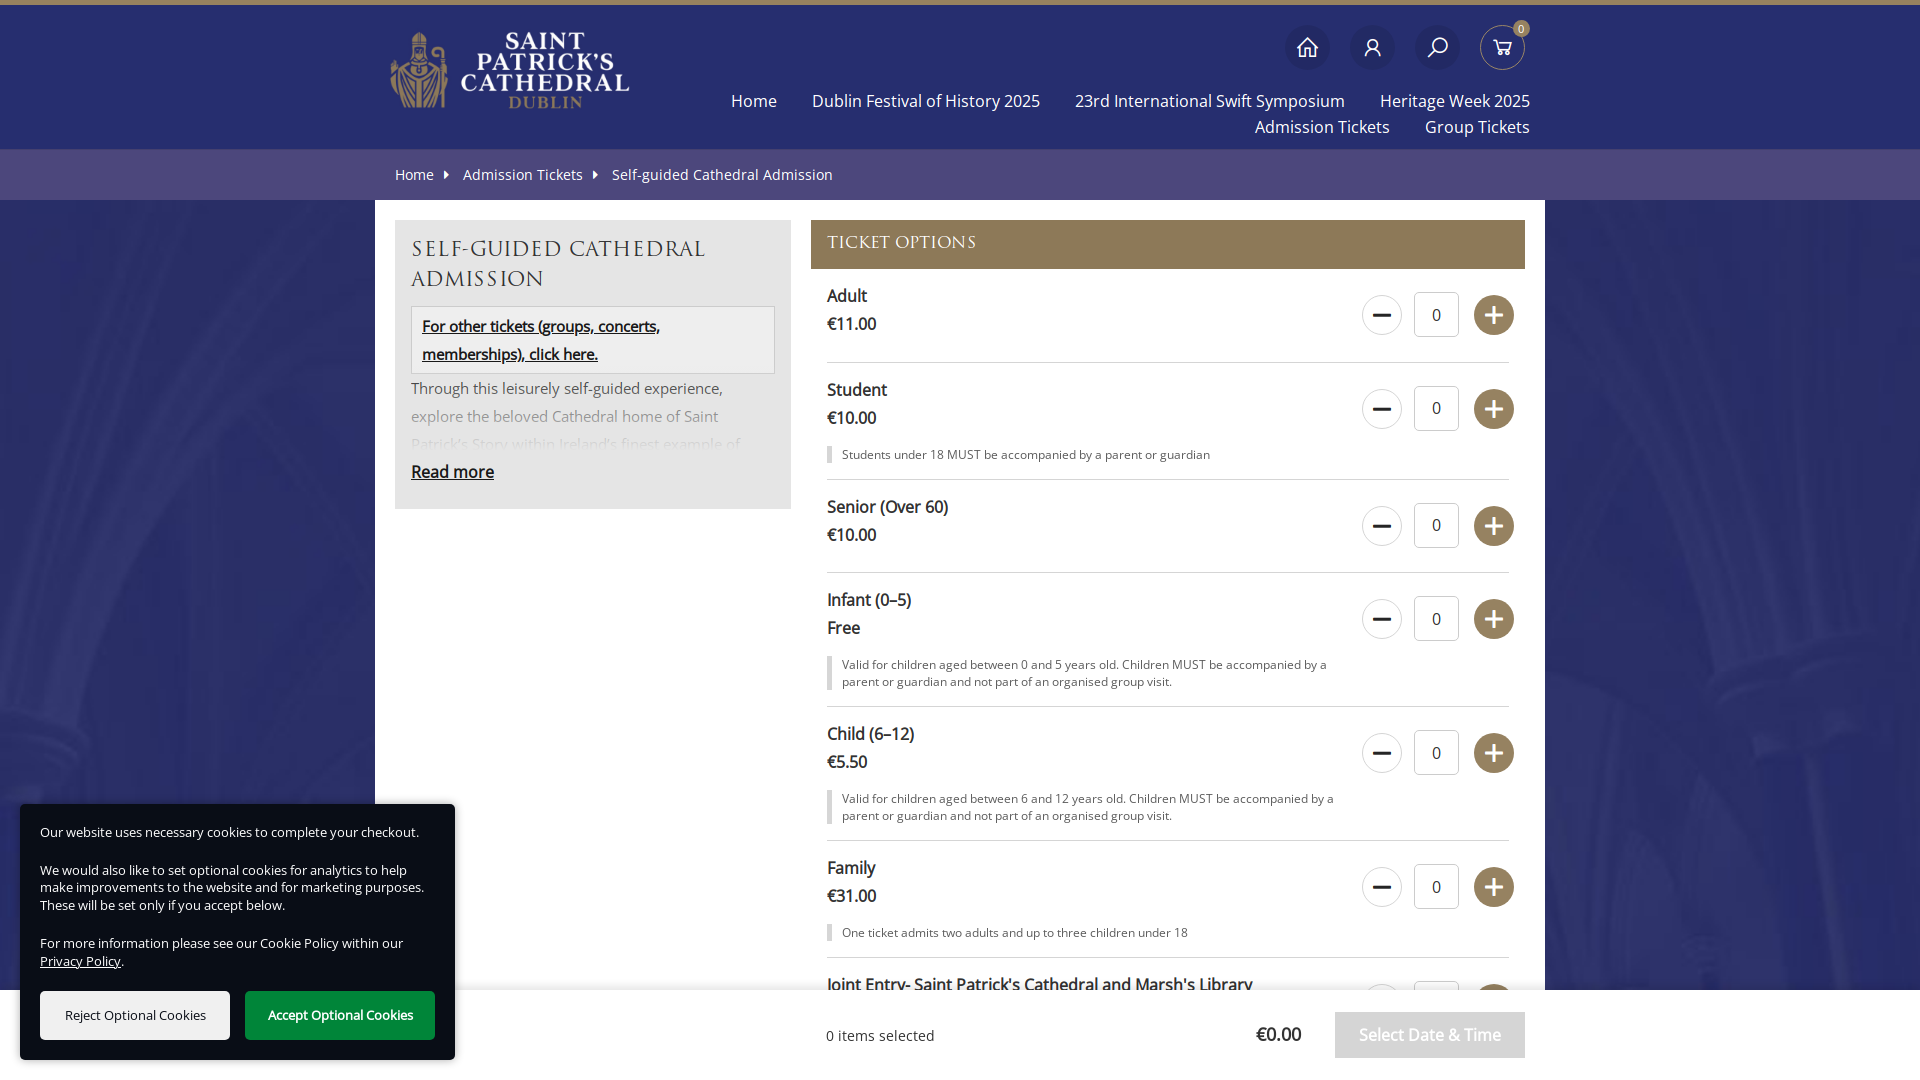 0
SAINT
PATRICK'S
CATHEDRAL
DUBLIN
Home Dublin Festival of History 2025 23rd International Swift Symposium Heritage Week 2025
Admission Tickets Group Tickets
Home Admission Tickets Self-guided Cathedral Admission
SELF-GUIDED CATHEDRAL
ADMISSION
For other tickets (groups, concerts,
memberships), click here.
Through this leisurely self-guided experience,
explore the beloved Cathedral home of Saint
Patrick's Story within Ireland's finest example of
Read more
TICKET OPTIONS
Adult
€11.00
0
Student
€10.00
0
Students under 18 MUST be accompanied by a parent or guardian
Senior (Over 60)
€10.00
0
Infant (0–5)
Free
0
Valid for children aged between 0 and 5 years old. Children MUST be accompanied by a
parent or guardian and not part of an organised group visit.
Child (6–12)
€5.50
0
Valid for children aged between 6 and 12 years old. Children MUST be accompanied by a
parent or guardian and not part of an organised group visit.
Family
€31.00
0
One ticket admits two adults and up to three children under 18
Joint Entry- Saint Patrick's Cathedral and Marsh's Library
0 items selected €0.00 Select Date & Time
Our website uses necessary cookies to complete your checkout.
We would also like to set optional cookies for analytics to help
make improvements to the website and for marketing purposes.
These will be set only if you accept below.
For more information please see our Cookie Policy within our
Privacy Policy.
Reject Optional Cookies Accept Optional Cookies